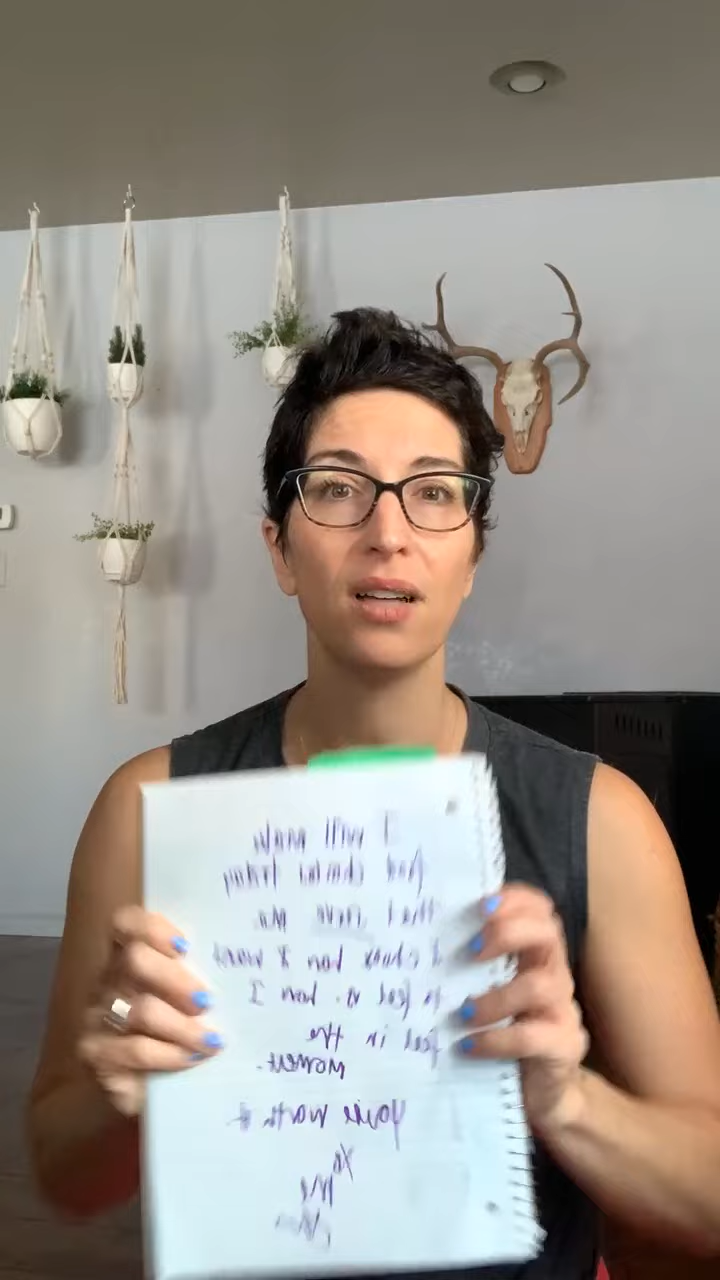 I will make
food choices today
that serve me
I choose how I want
to feel vs. how I
feel in the
moment.
You're worth it
Xo
Me